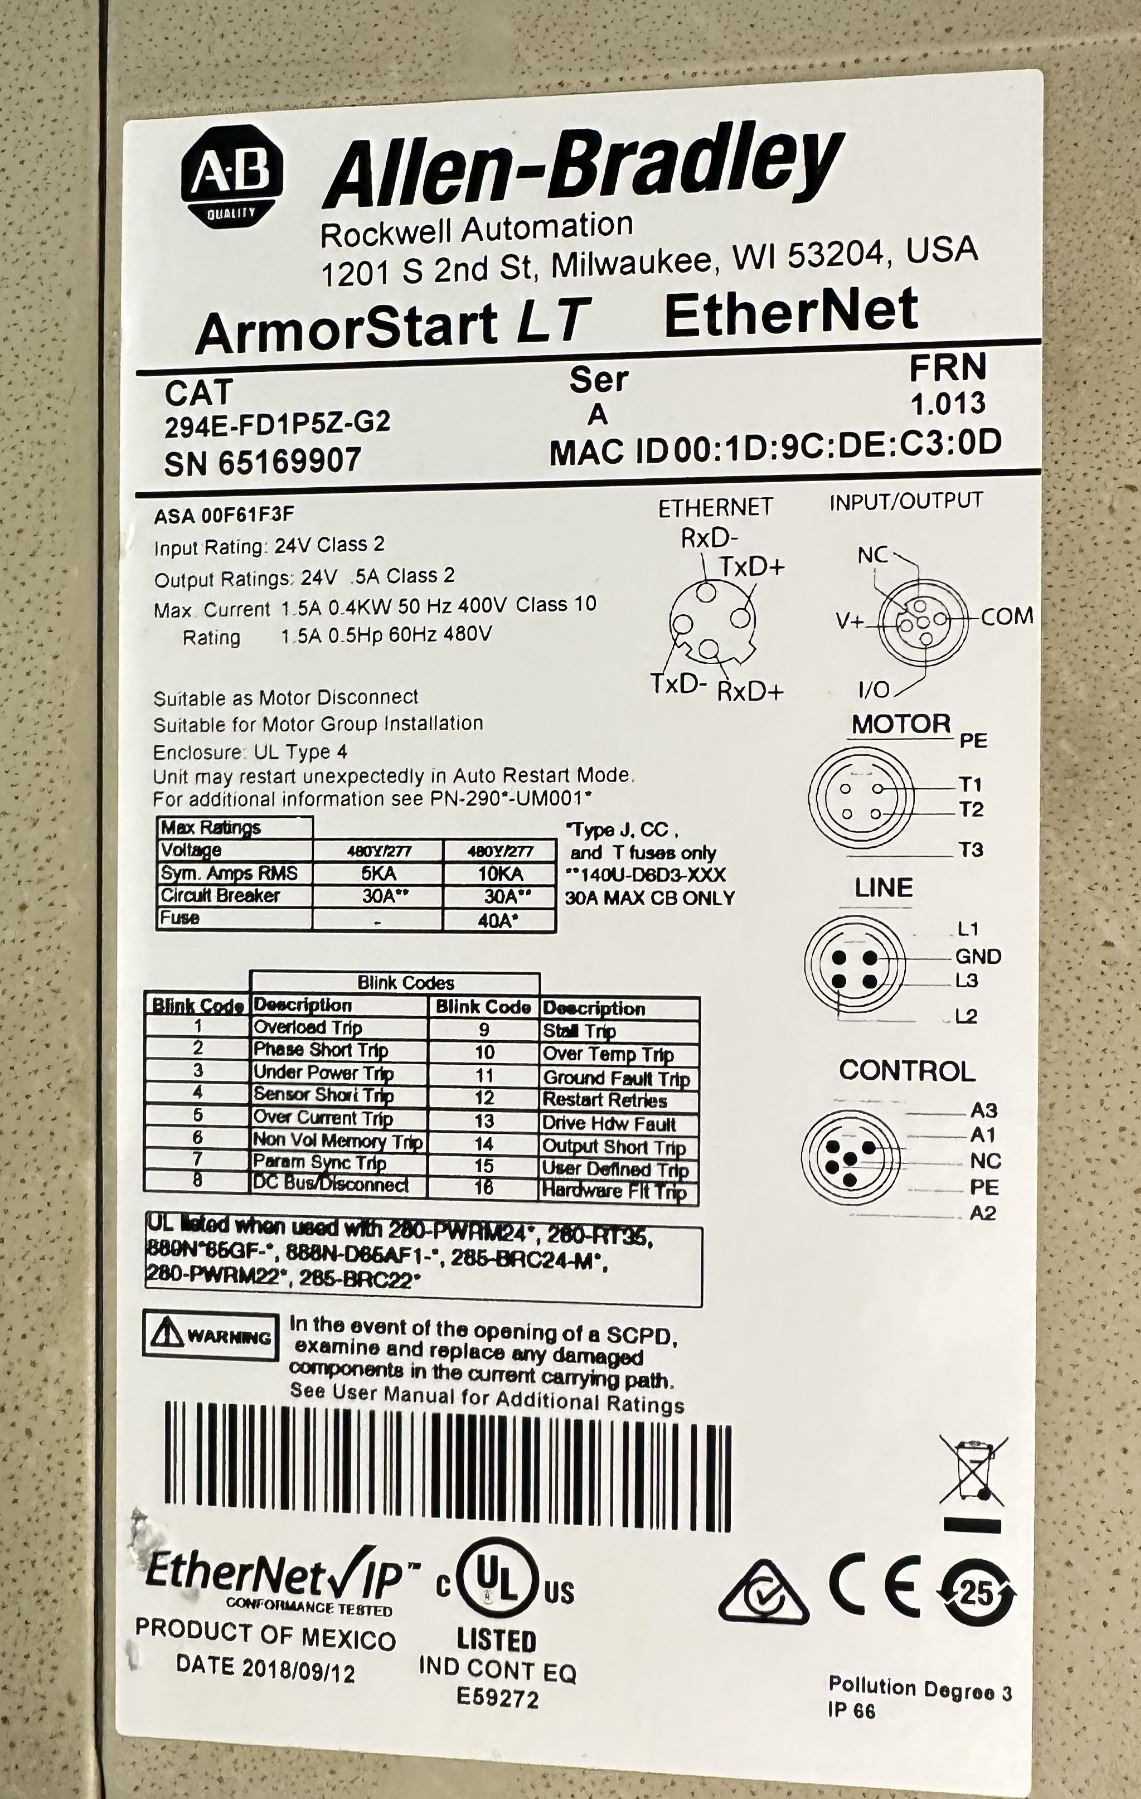 A-B
QUALITY
Allen-Bradley
Rockwell Automation
1201 S 2nd St, Milwaukee, WI 53204, USA
ArmorStart LT EtherNet
CAT Ser FRN
294E-FD1P5Z-G2 A 1.013
SN 65169907 MAC ID 00:1D:9C:DE:C3:0D
ASA 00F61F3F
Input Rating: 24V Class 2
Output Ratings: 24V .5A Class 2
Max. Current 1.5A 0.4KW 50 Hz 400V Class 10
Rating 1.5A 0.5Hp 60Hz 480V
Suitable as Motor Disconnect
Suitable for Motor Group Installation
Enclosure: UL Type 4
Unit may restart unexpectedly in Auto Restart Mode.
For additional information see PN-290*-UM001*
Max Ratings
Voltage 480Y/277 480Y/277
Sym. Amps RMS 5KA 10KA
Circuit Breaker 30A** 30A**
Fuse - 40A*
*Type J, CC,
and T fuses only
**140U-D6D3-XXX
30A MAX CB ONLY
Blink Codes
Blink Code Description Blink Code Description
1 Overload Trip 9 Stall Trip
2 Phase Short Trip 10 Over Temp Trip
3 Under Power Trip 11 Ground Fault Trip
4 Sensor Short Trip 12 Restart Retries
5 Over Current Trip 13 Drive Hdw Fault
6 Non Vol Memory Trip 14 Output Short Trip
7 Param Sync Trip 15 User Defined Trip
8 DC Bus/Disconnect 16 Hardware Flt Trip
UL listed when used with 280-PWRM24*, 280-RT35,
889N-*65GF-*, 888N-D65AF1-*, 285-BRC24-M*,
280-PWRM22*, 285-BRC22*
WARNING
In the event of the opening of a SCPD,
examine and replace any damaged
components in the current carrying path.
See User Manual for Additional Ratings
ETHERNET
RxD-
TxD+
TxD- RxD+
INPUT/OUTPUT
NC
V+ COM
I/O
MOTOR
PE
T1
T2
T3
LINE
L1
GND
L3
L2
CONTROL
A3
A1
NC
PE
A2
EtherNet/IP™
CONFORMANCE TESTED
PRODUCT OF MEXICO
DATE 2018/09/12
C UL US
LISTED
IND CONT EQ
E59272
CE 25
Pollution Degree 3
IP 66